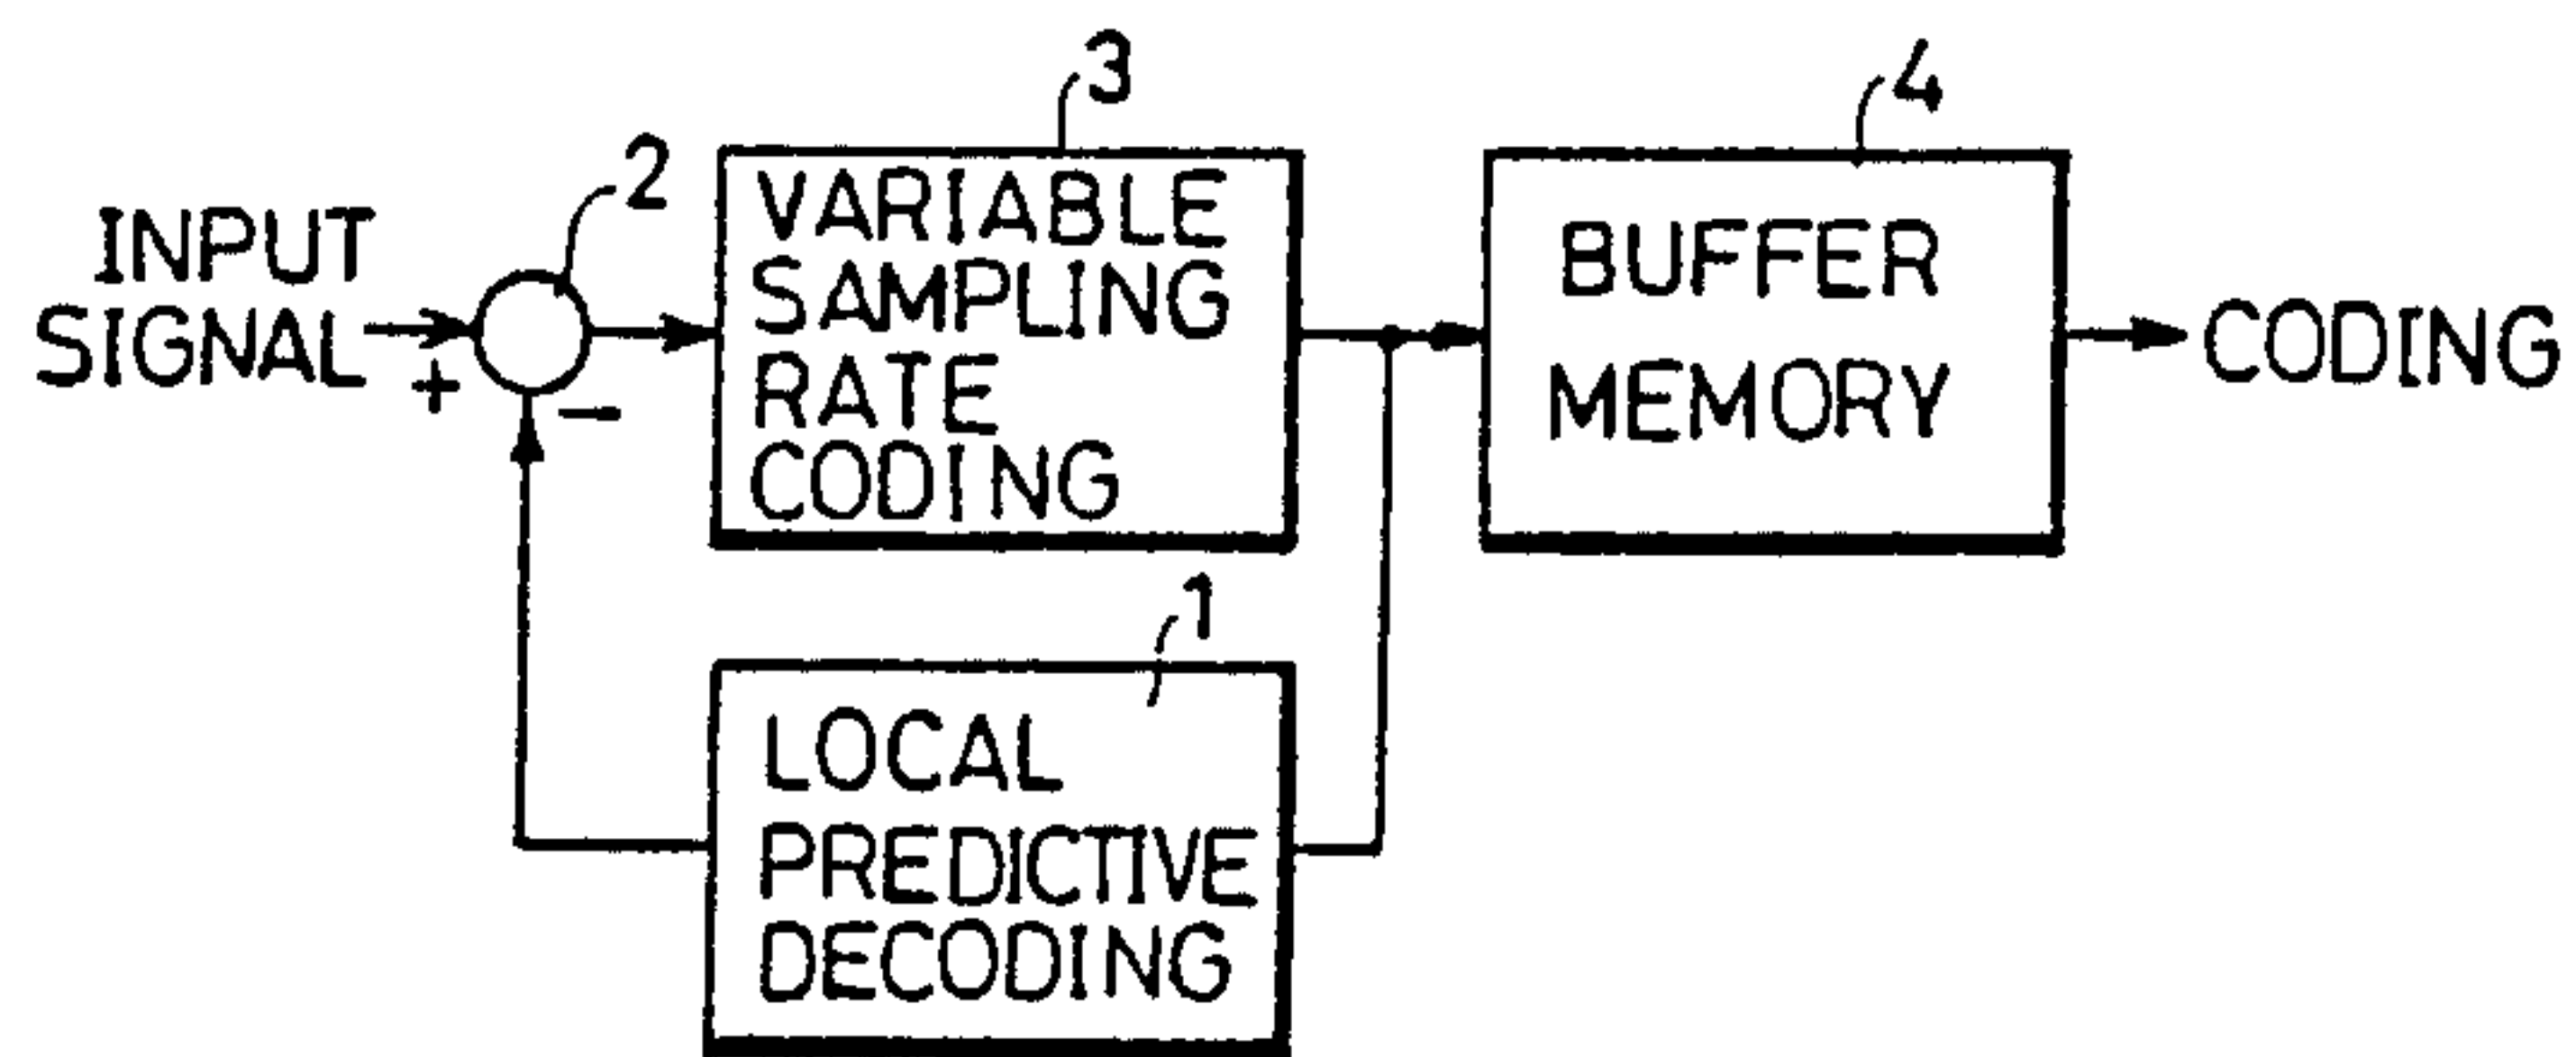 3
4
2
INPUT
SIGNAL
+
-
VARIABLE
SAMPLING
RATE
CODING
BUFFER
MEMORY
CODING
1
LOCAL
PREDICTIVE
DECODING